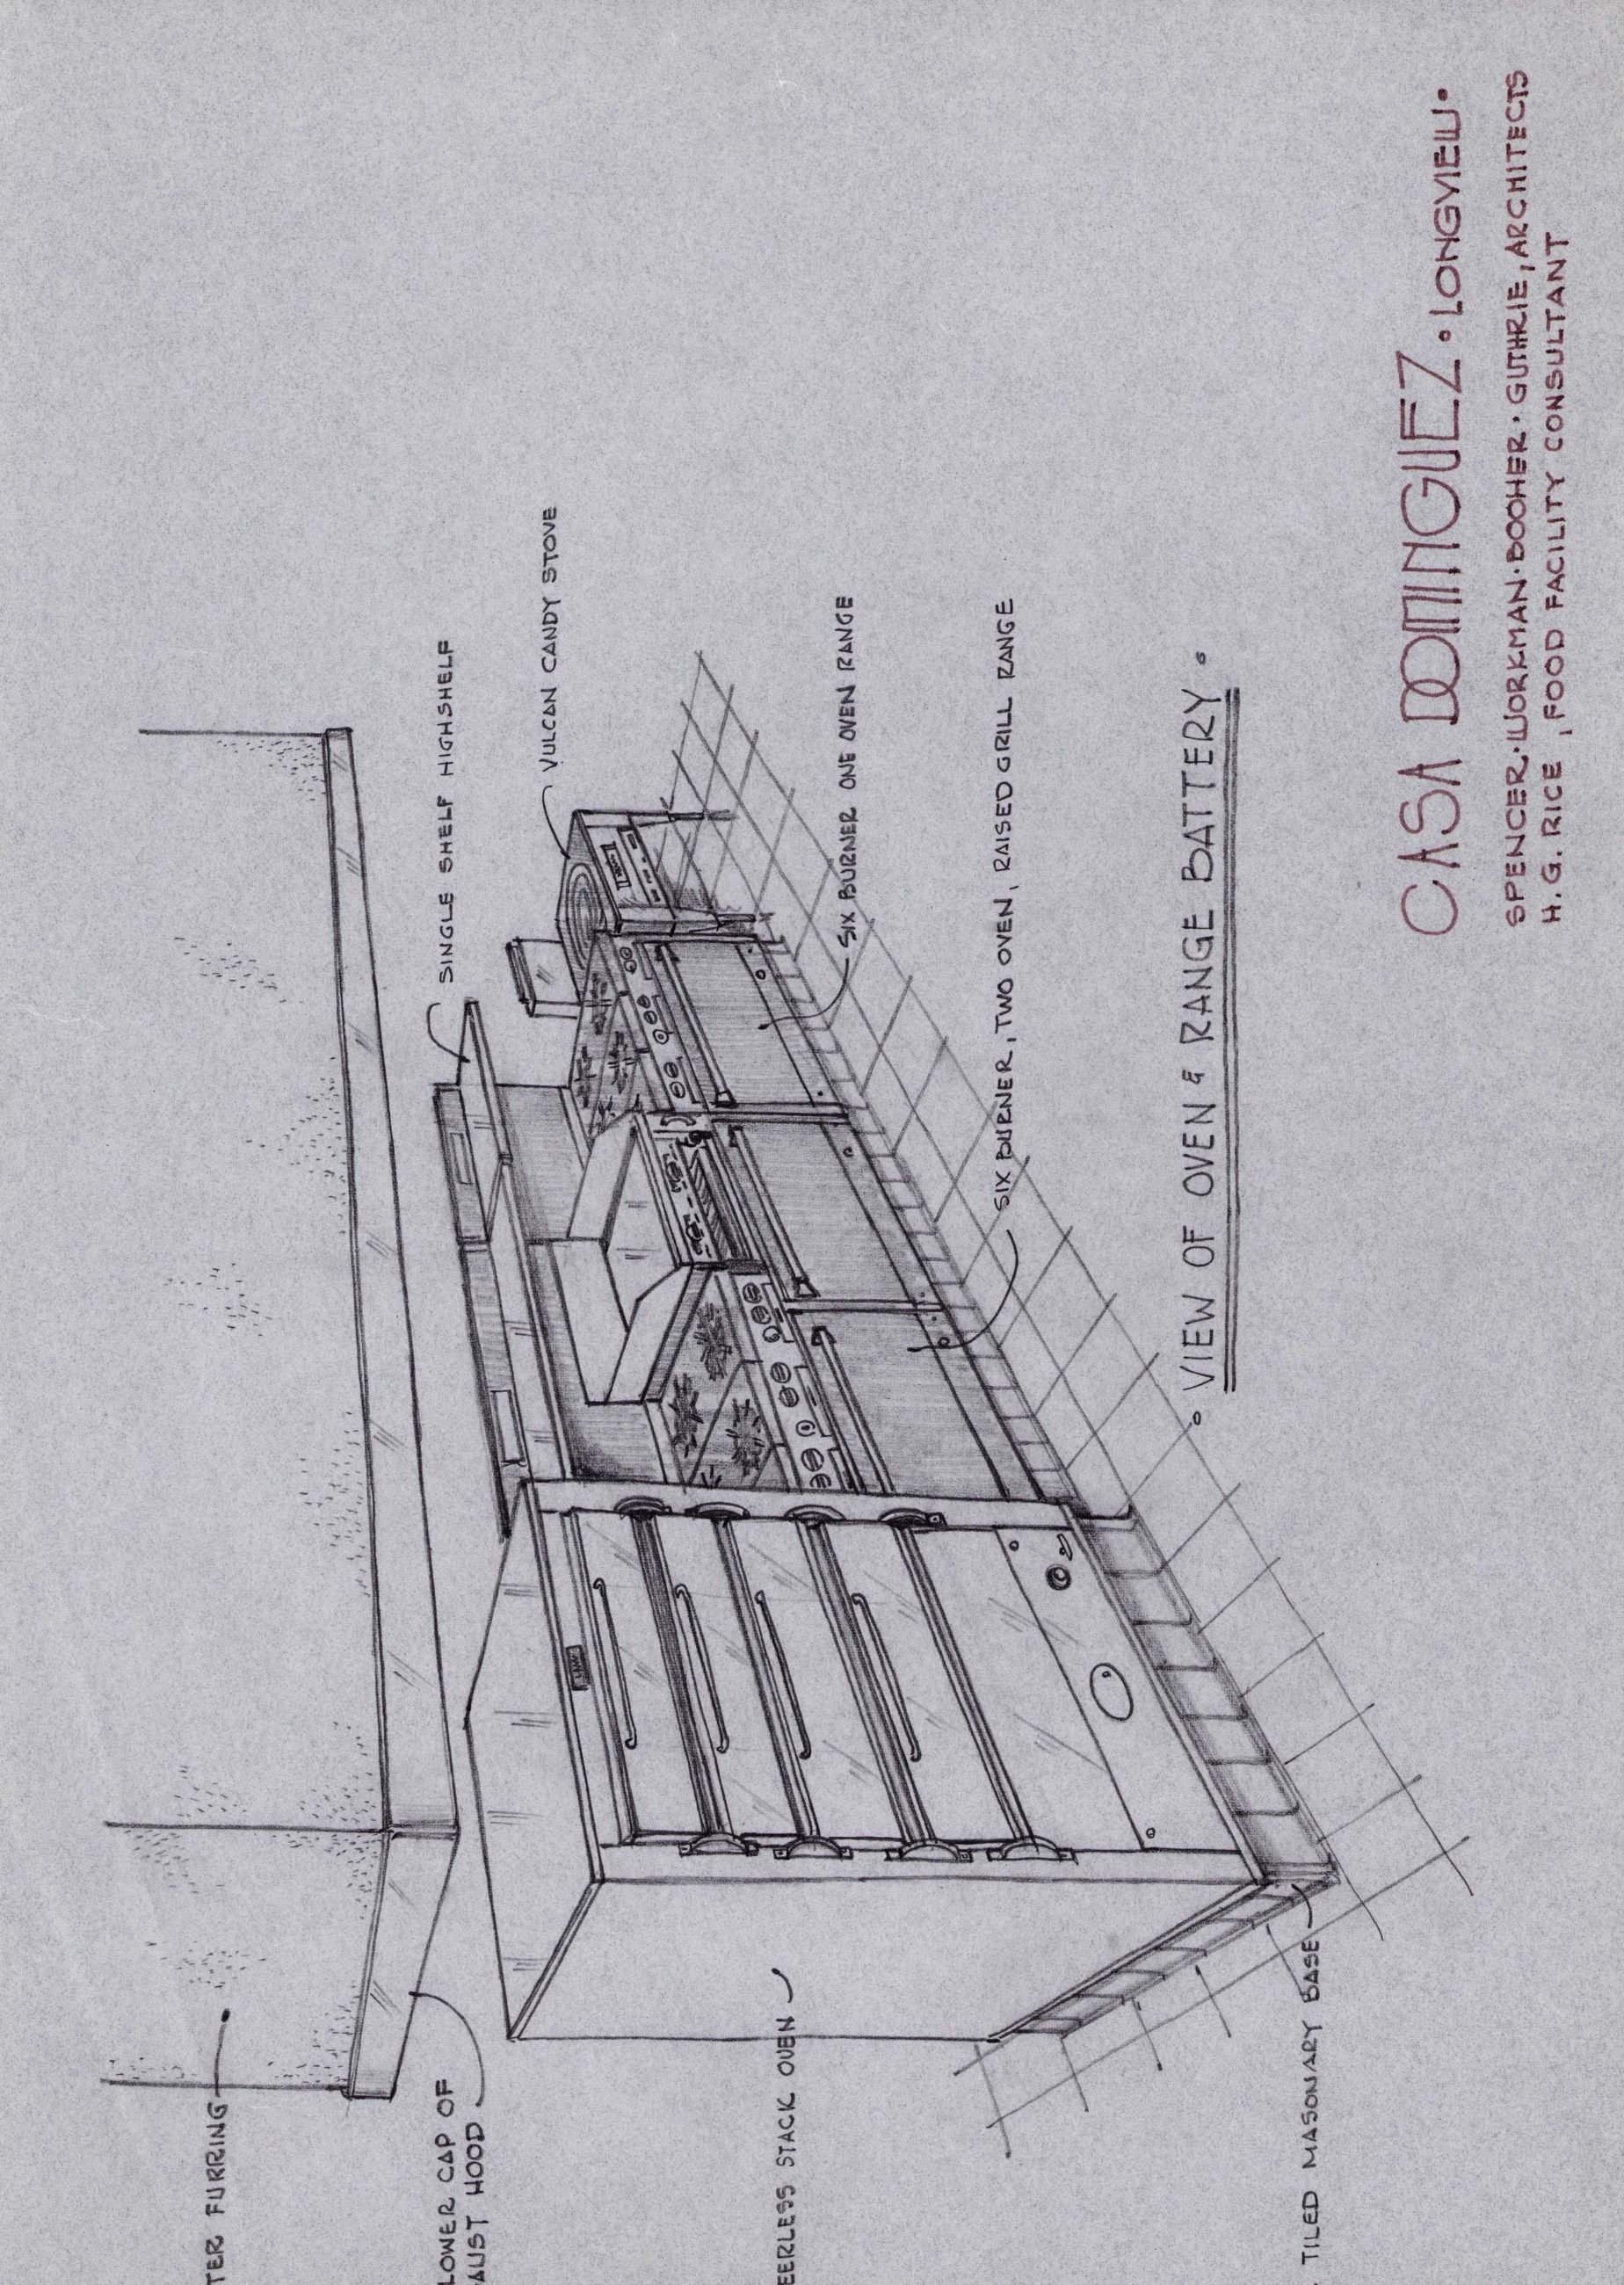 TER FURRING
LOWER CAP OF
AUST HOOD
SINGLE SHELF HIGHSHELF
VULCAN CANDY STOVE
EERLESS STACK OVEN
SIX BURNER ONE OVEN RANGE
SIX BURNER, TWO OVEN, RAISED GRILL RANGE
TILED MASONARY BASE
• VIEW OF OVEN & RANGE BATTERY •
CASA DOMINGUEZ • LONGVIEW •
SPENCER • WORKMAN • BOOHER • GUTHRIE, ARCHITECTS
H.G. RICE, FOOD FACILITY CONSULTANT